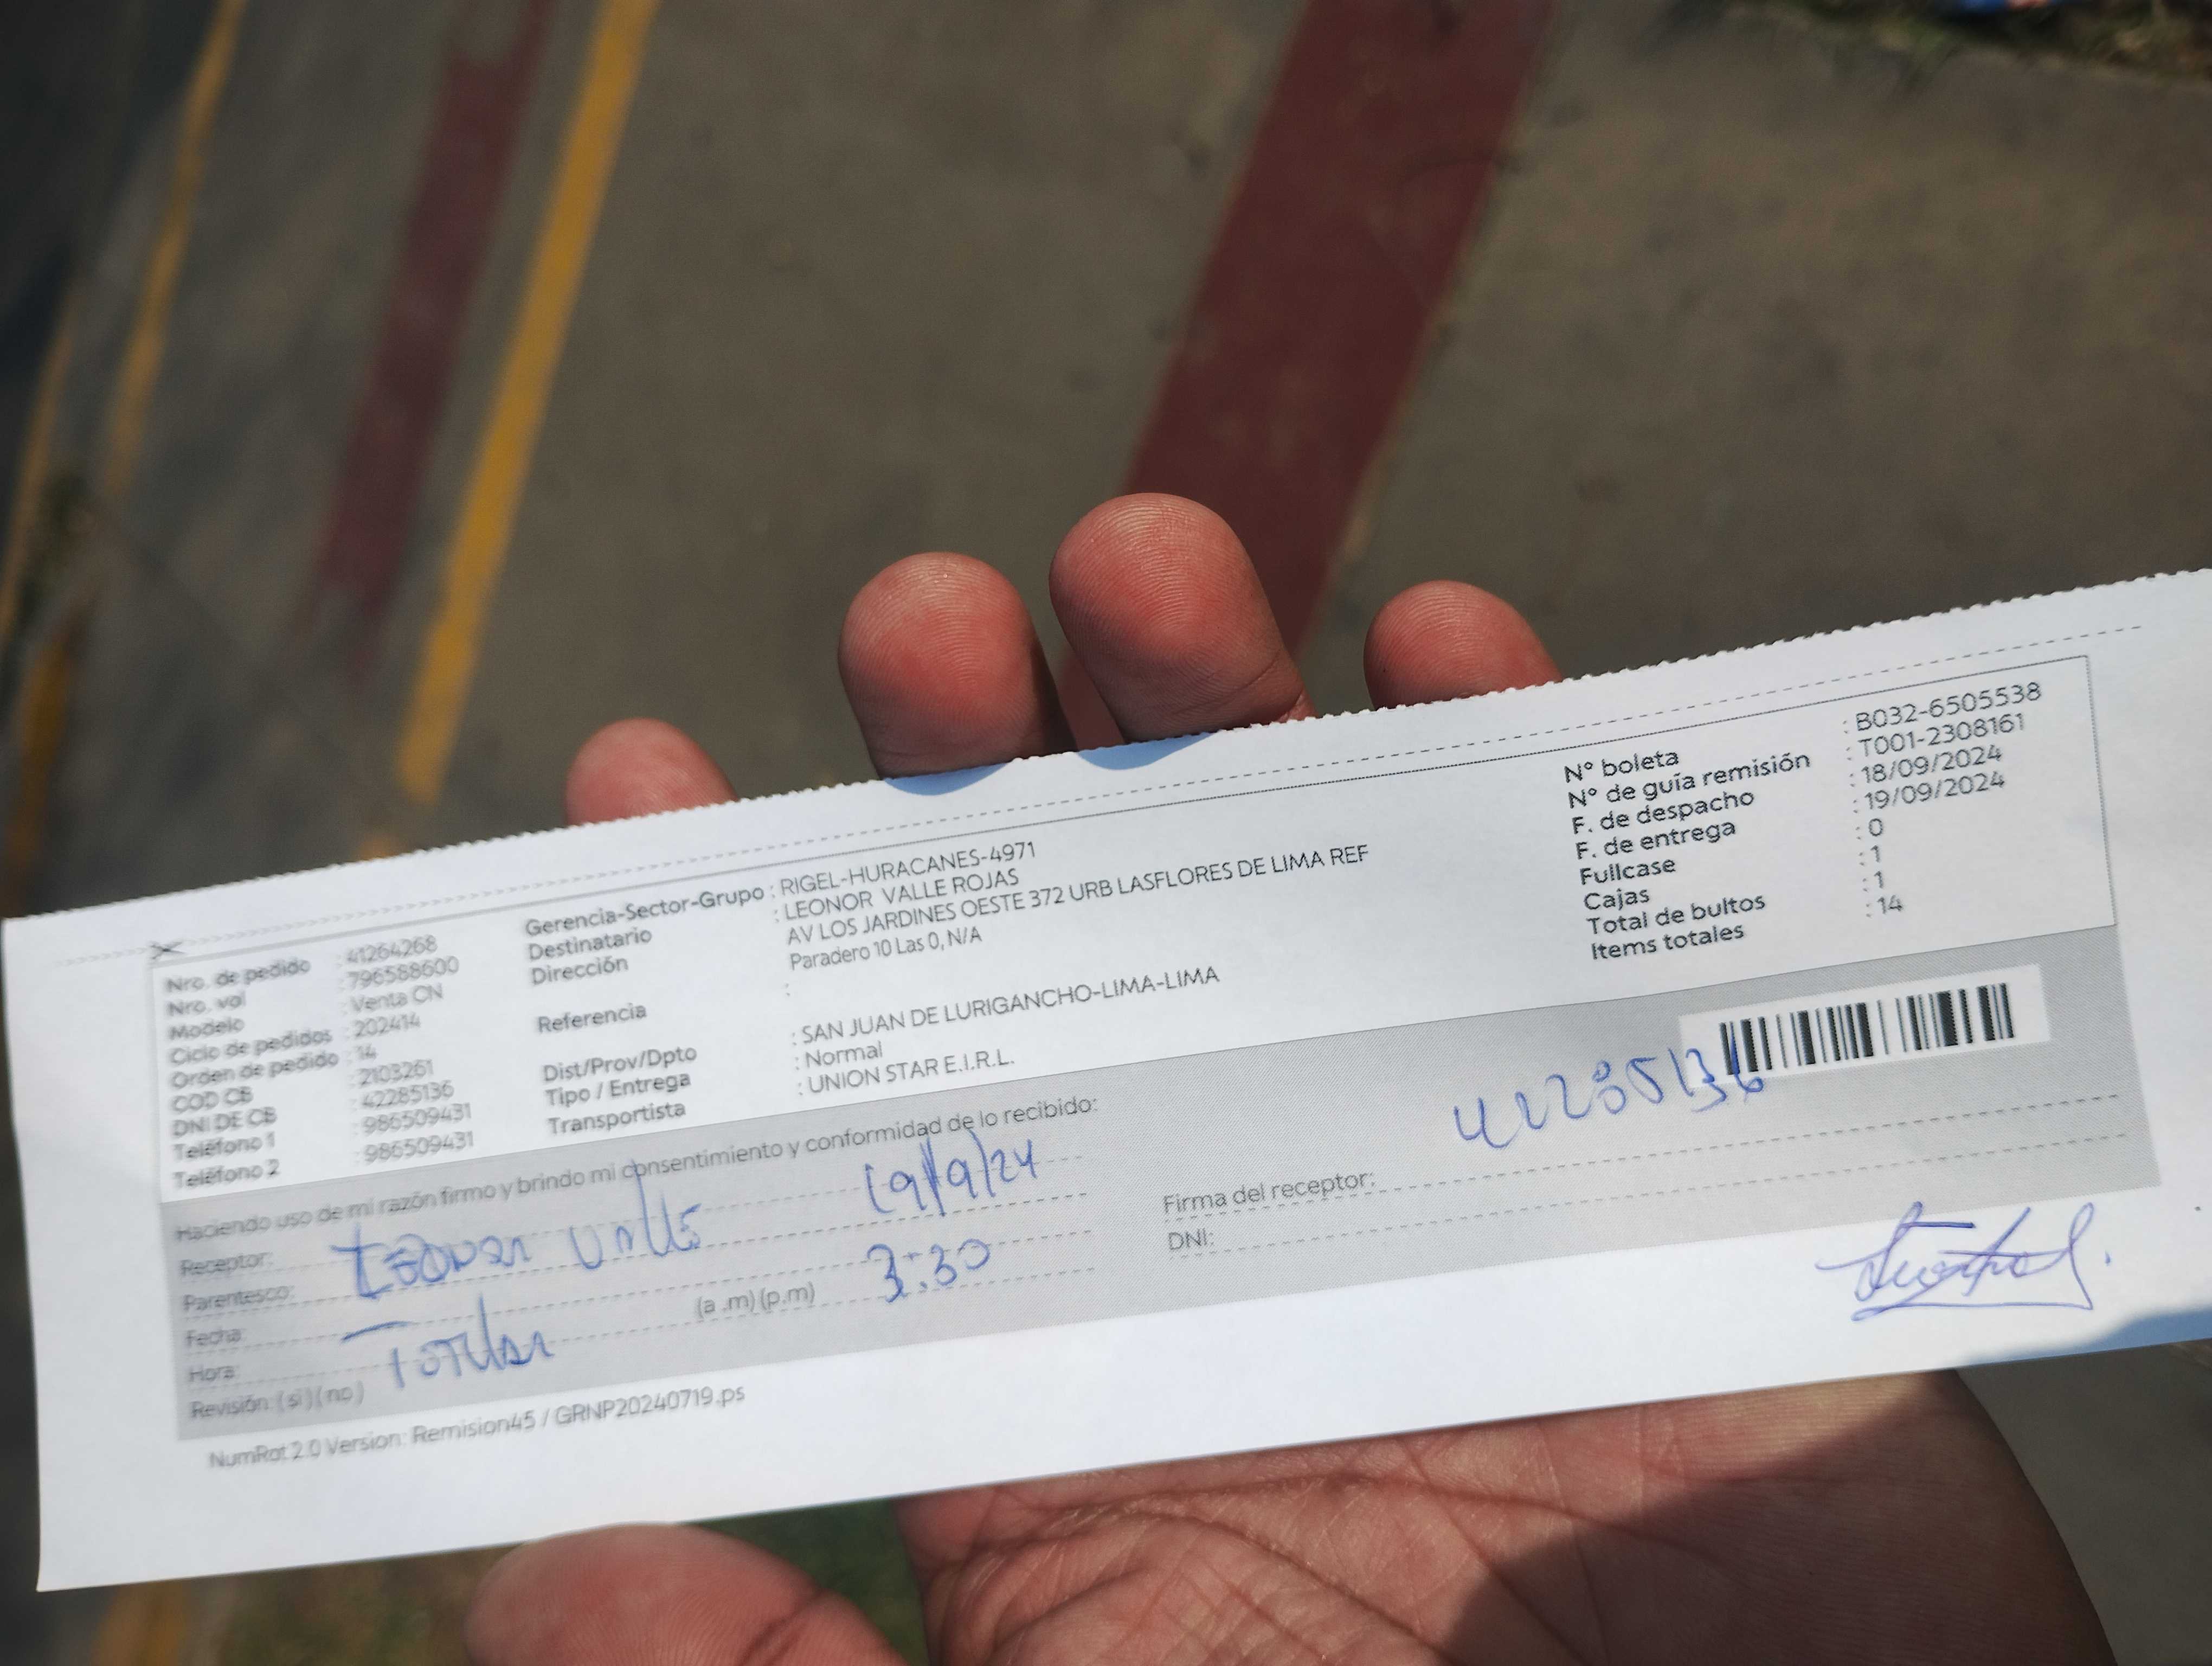 Nro. de pedido : 41264268
Nro. vol : 796588600
Modelo : Venta CN
Ciclo de pedidos : 202414
Orden de pedido : 14
COD CB : 2103261
DNI DE CB : 42285136
Teléfono 1 : 986509431
Teléfono 2 : 986509431
Gerencia-Sector-Grupo : RIGEL-HURACANES-4971
Destinatario : LEONOR VALLE ROJAS
Dirección AV LOS JARDINES OESTE 372 URB LASFLORES DE LIMA REF
Paradero 10 Las 0, N/A
Referencia :
Dist/Prov/Dpto : SAN JUAN DE LURIGANCHO-LIMA-LIMA
Tipo / Entrega : Normal
Transportista : UNION STAR E.I.R.L.
N° boleta : B032-6505538
N° de guía remisión : T001-2308161
F. de despacho : 18/09/2024
F. de entrega : 19/09/2024
Fullcase : 0
Cajas : 1
Total de bultos : 1
Items totales : 14
Haciendo uso de mi razón firmo y brindo mi consentimiento y conformidad de lo recibido:
Receptor: Leonor Valle
Parentesco:
Fecha: 19/9/24
Hora: (a .m) (p.m) 3:30
Revisión: ( si ) ( no ) Titular
42285136
Firma del receptor:
DNI:
NumRot 2.0 Version: Remision45 / GRNP20240719.ps